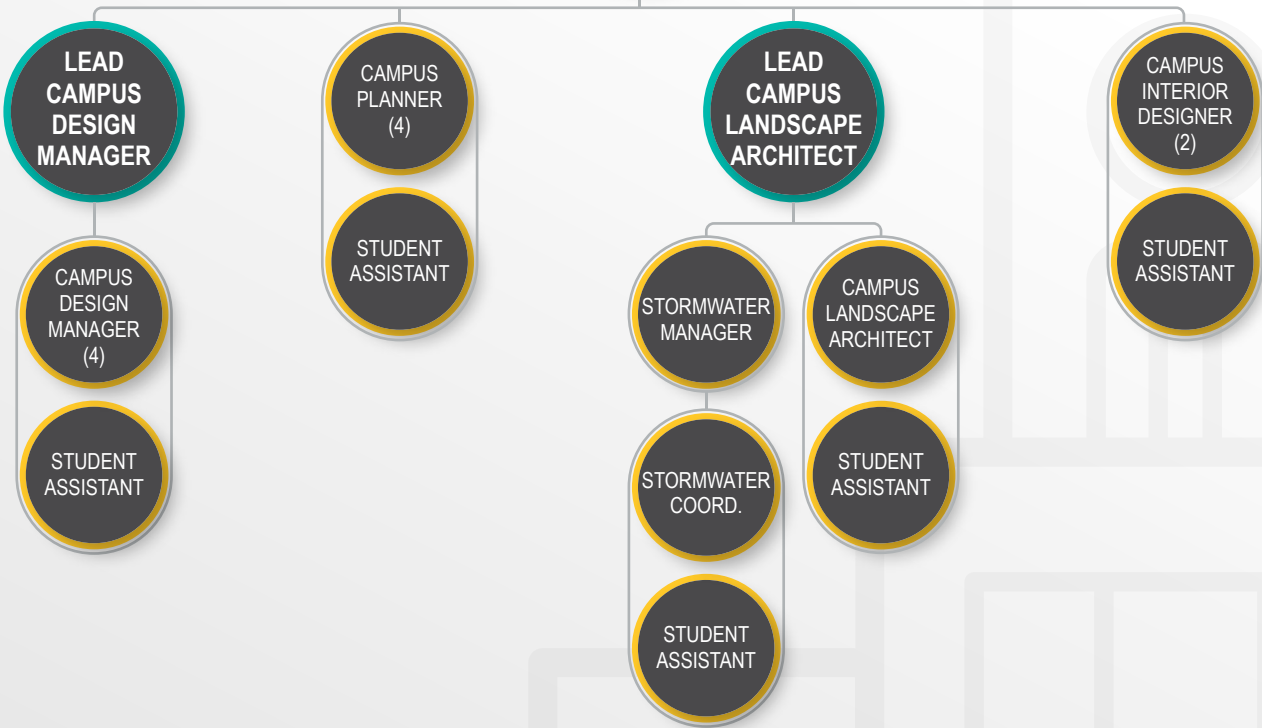 LEAD
CAMPUS
DESIGN
MANAGER
CAMPUS
DESIGN
MANAGER
(4)
STUDENT
ASSISTANT
CAMPUS
PLANNER
(4)
STUDENT
ASSISTANT
LEAD
CAMPUS
LANDSCAPE
ARCHITECT
STORMWATER
MANAGER
STORMWATER
COORD.
STUDENT
ASSISTANT
CAMPUS
LANDSCAPE
ARCHITECT
STUDENT
ASSISTANT
CAMPUS
INTERIOR
DESIGNER
(2)
STUDENT
ASSISTANT